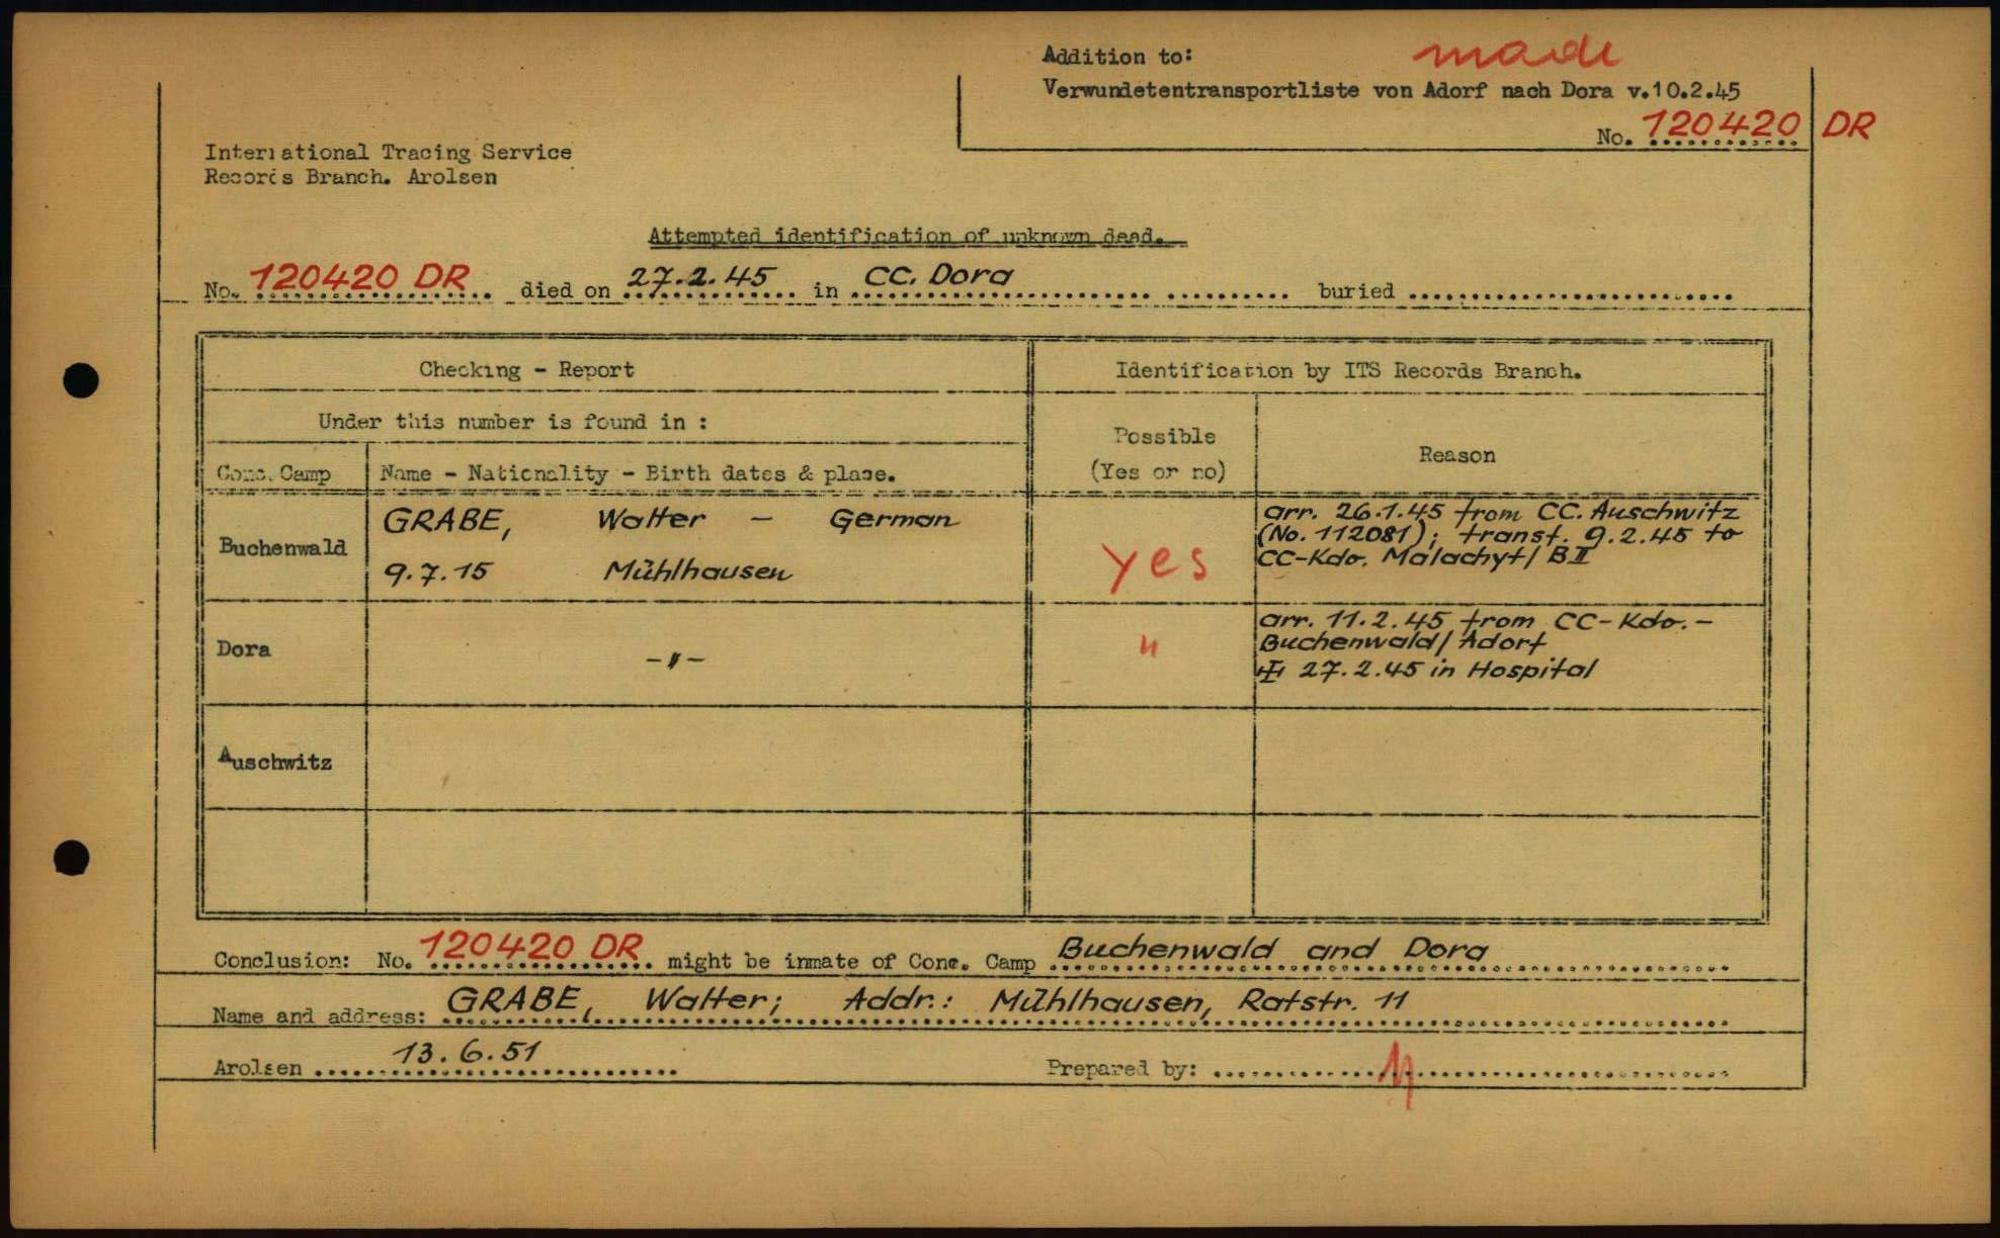 Addition to: made
Verwundetentransportliste von Adorf nach Dora v.10.2.45
No. 120420 DR
International Tracing Service
Records Branch. Arolsen
Attempted identification of unknown dead.
No. 120420 DR died on 27.2.45 in CC. Dora buried
Checking - Report
Identification by ITS Records Branch.
Under this number is found in :
Possible
(Yes or no)
Reason
Conc. Camp
Name - Nationality - Birth dates & place.
Buchenwald
GRABE, Walter - German
9.7.15 Mühlhausen
yes
arr. 26.1.45 from CC. Auschwitz
(No. 112081); transf. 9.2.45 to
CC-Kdo. Malachyt/ B II
Dora
-"-
"
arr. 11.2.45 from CC-Kdo.-
Buchenwald/ Adorf
27.2.45 in Hospital
Auschwitz
Conclusion: No. 120420 DR might be inmate of Conc. Camp Buchenwald and Dora
Name and address: GRABE, Walter; Addr.: Mühlhausen, Ratstr. 11
Arolsen 13.6.51
Prepared by: